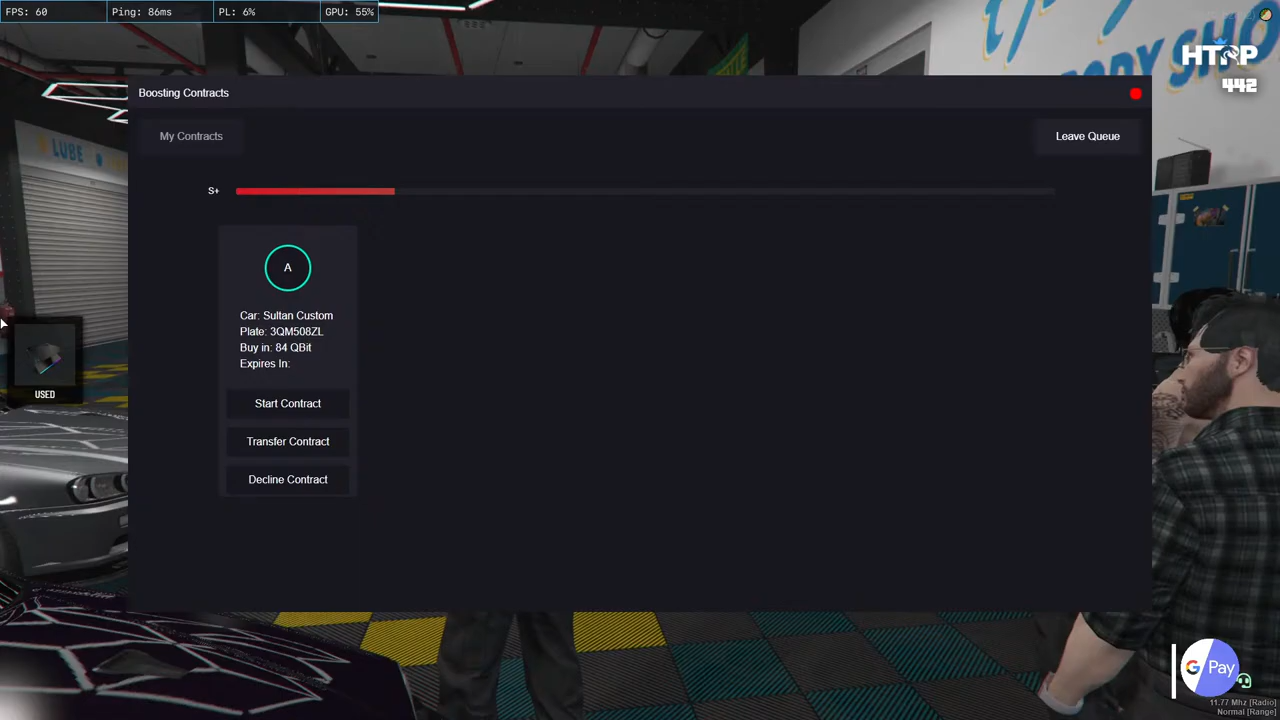 FPS: 60
Ping: 86ms
PL: 6%
GPU: 55%
BODY SHO
HTRP
442
Boosting Contracts
My Contracts
Leave Queue
LUBE
S+
A
Car: Sultan Custom
Plate: 3QM508ZL
Buy in: 84 QBit
Expires In:
USED
Start Contract
Transfer Contract
Decline Contract
G Pay
11.77 Mhz [Radio]
Normal [Range]